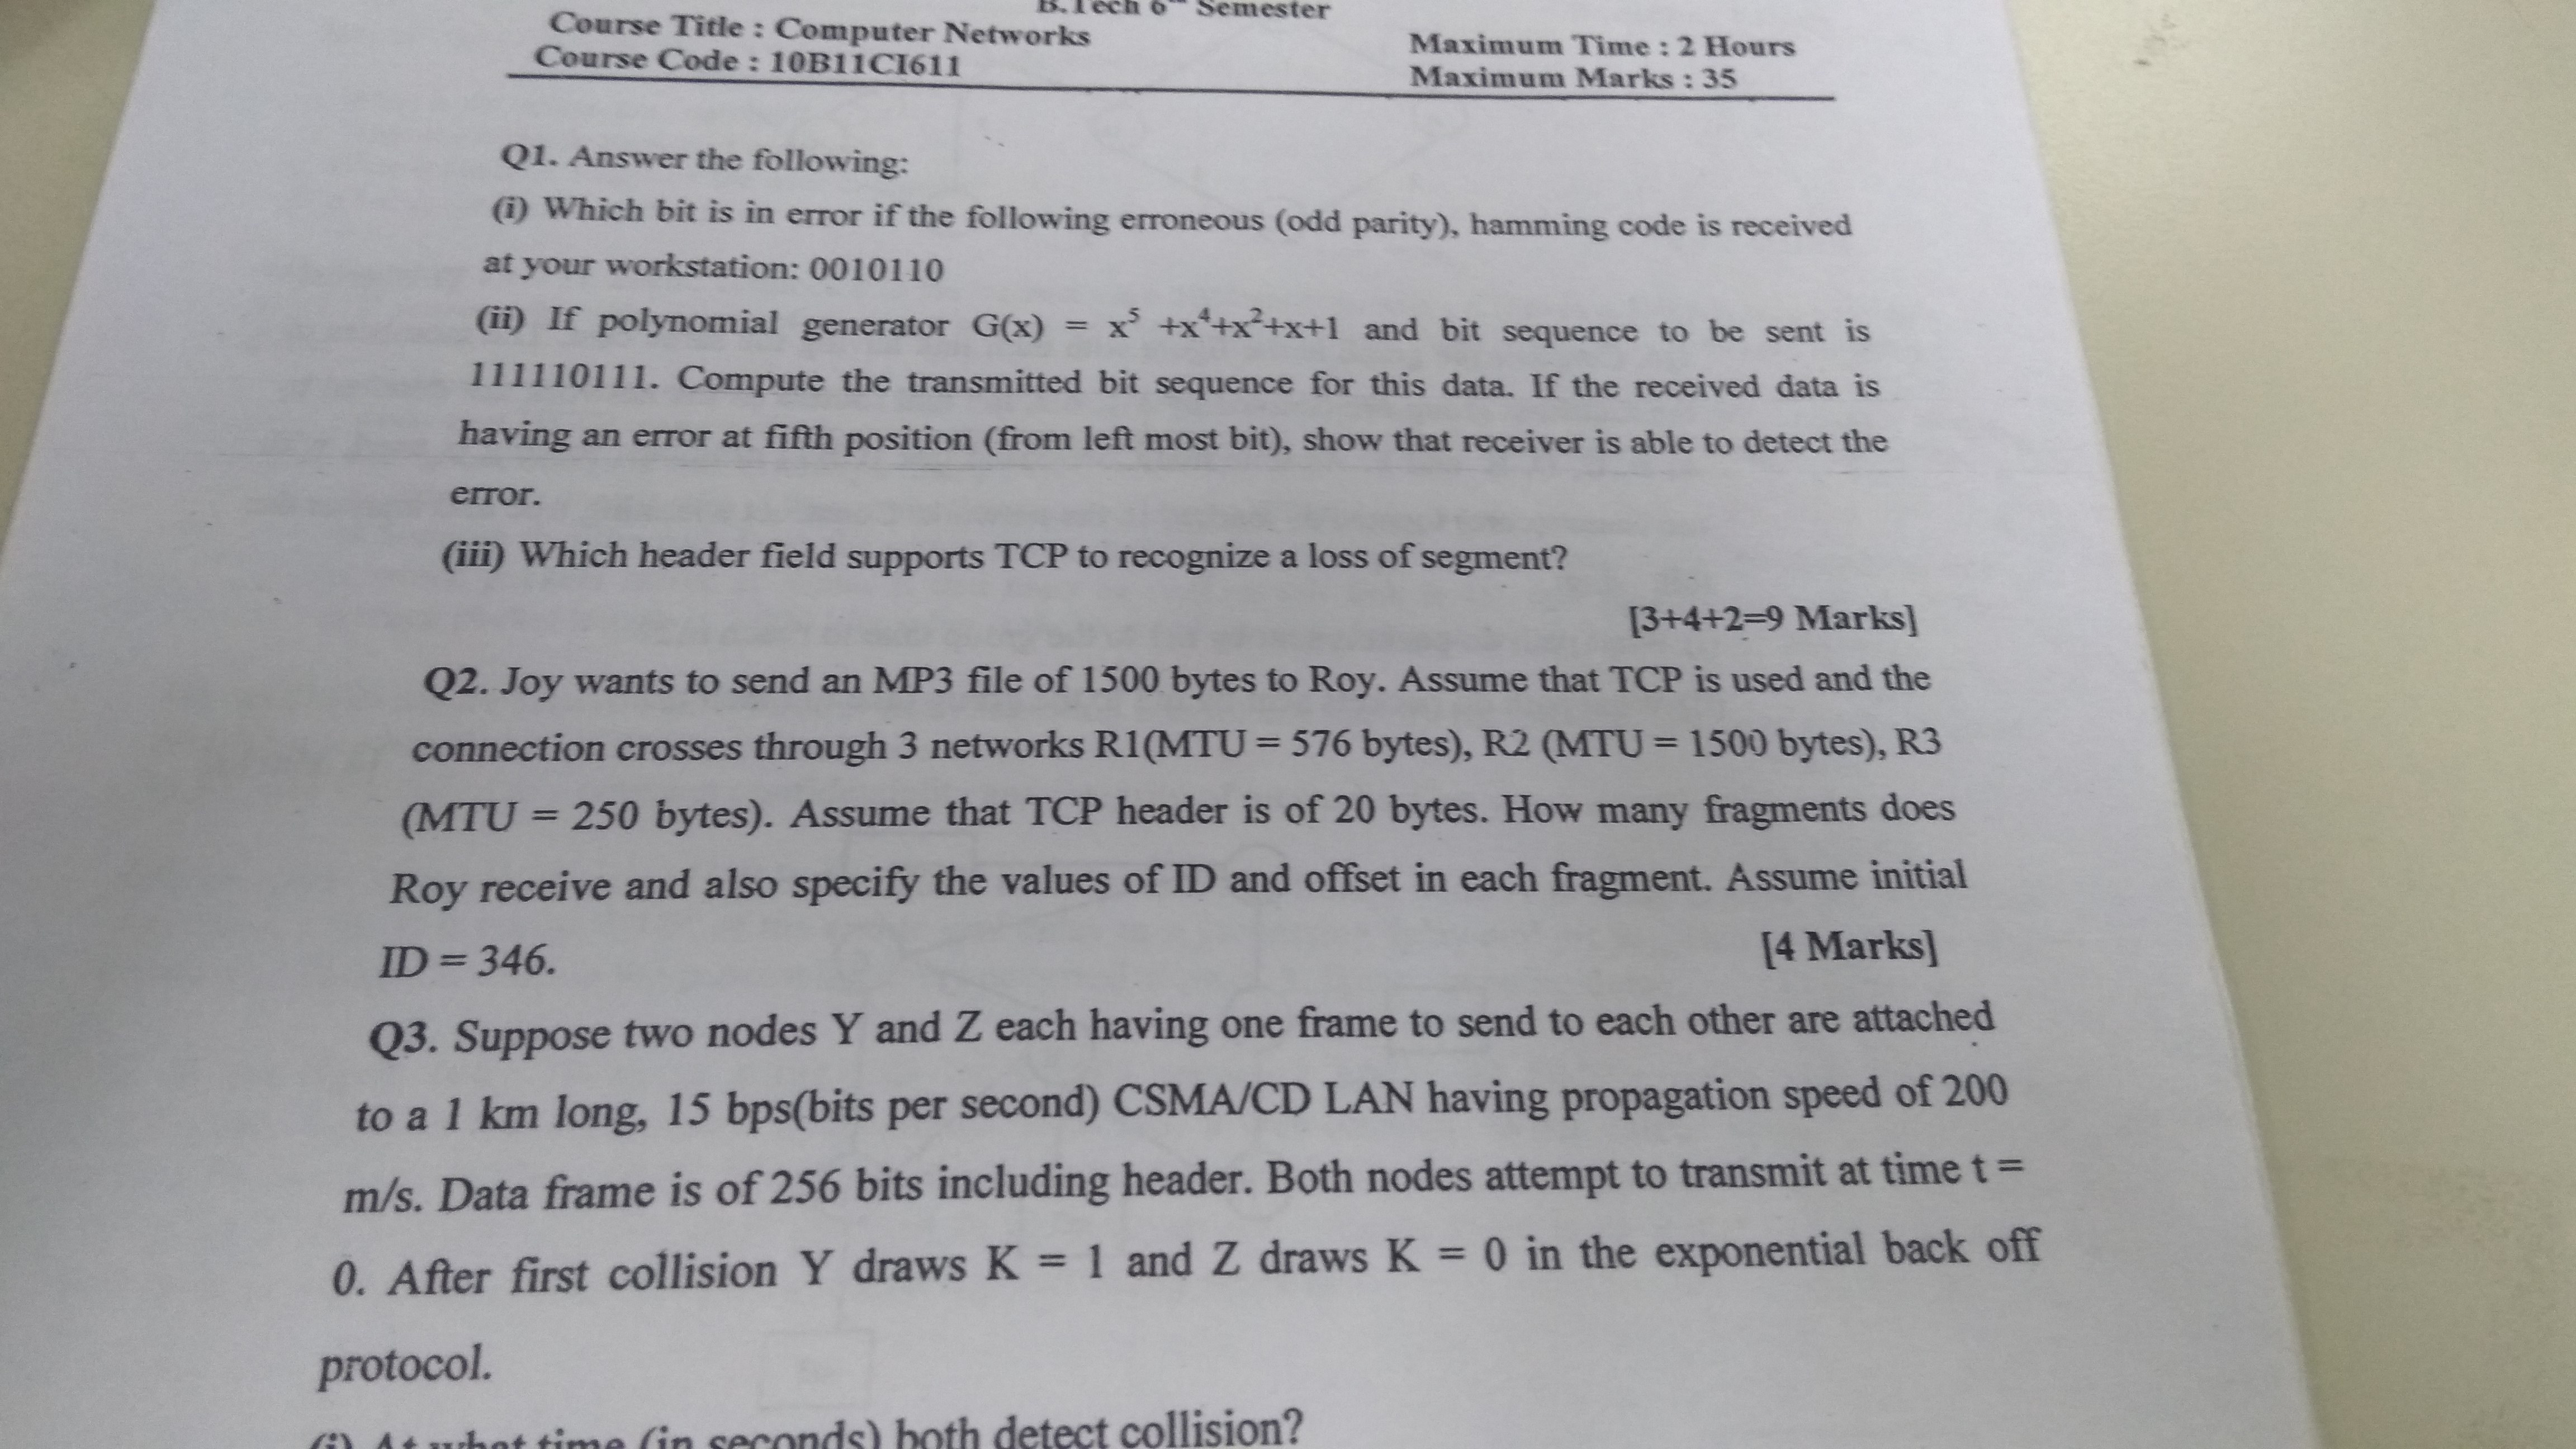 B.Tech 6th Semester
Course Title : Computer Networks
Course Code : 10B11CI611
Maximum Time : 2 Hours
Maximum Marks : 35
Q1. Answer the following:
(i) Which bit is in error if the following erroneous (odd parity), hamming code is received
at your workstation: 0010110
(ii) If polynomial generator G(x) = x⁵ +x⁴+x²+x+1 and bit sequence to be sent is
111110111. Compute the transmitted bit sequence for this data. If the received data is
having an error at fifth position (from left most bit), show that receiver is able to detect the
error.
(iii) Which header field supports TCP to recognize a loss of segment?
[3+4+2=9 Marks]
Q2. Joy wants to send an MP3 file of 1500 bytes to Roy. Assume that TCP is used and the
connection crosses through 3 networks R1(MTU = 576 bytes), R2 (MTU = 1500 bytes), R3
(MTU = 250 bytes). Assume that TCP header is of 20 bytes. How many fragments does
Roy receive and also specify the values of ID and offset in each fragment. Assume initial
ID = 346.
[4 Marks]
Q3. Suppose two nodes Y and Z each having one frame to send to each other are attached
to a 1 km long, 15 bps(bits per second) CSMA/CD LAN having propagation speed of 200
m/s. Data frame is of 256 bits including header. Both nodes attempt to transmit at time t =
0. After first collision Y draws K = 1 and Z draws K = 0 in the exponential back off
protocol.
(i) At what time (in seconds) both detect collision?